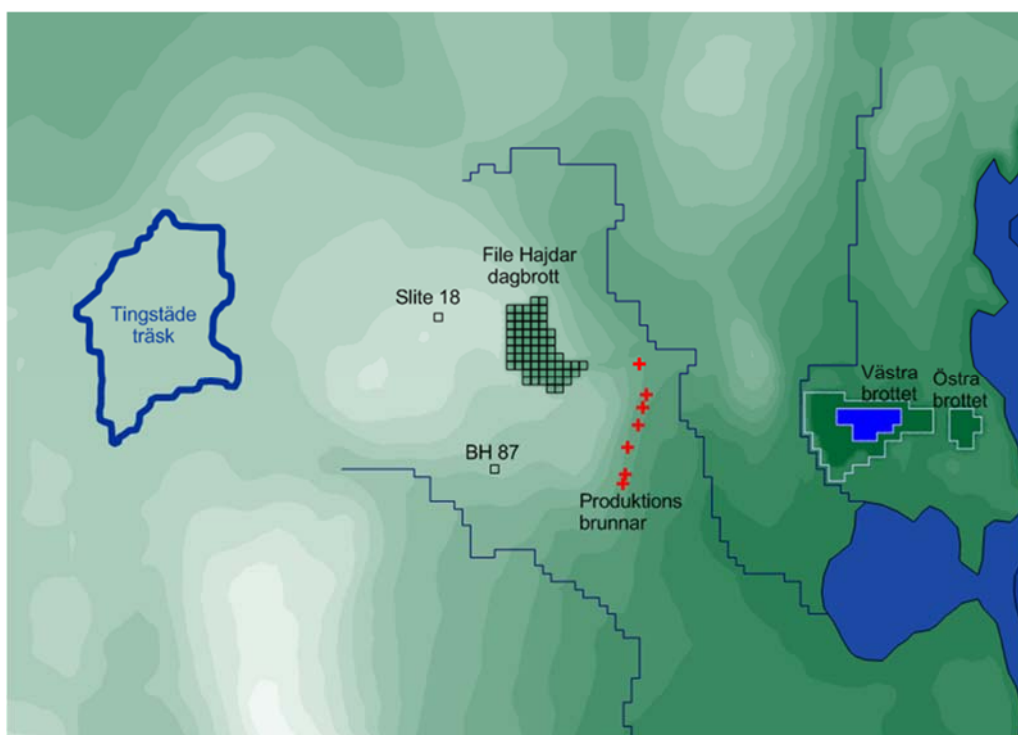 File Hajdar
dagbrott
Slite 18
Tingstäde
träsk
Västra
brottet
Östra
brottet
BH 87
Produktions
brunnar